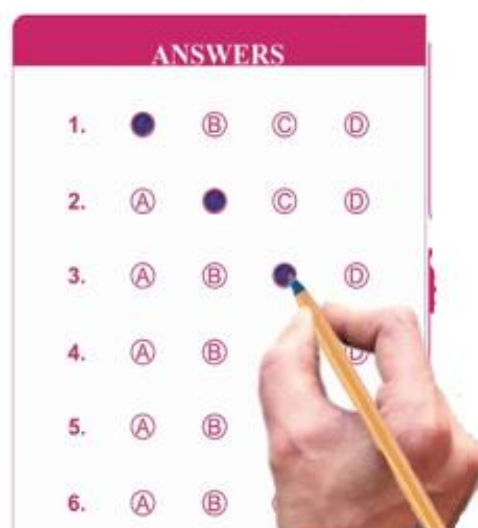 ANSWERS
1. Ⓑ Ⓒ Ⓓ
2. Ⓐ Ⓒ Ⓓ
3. Ⓐ Ⓑ Ⓓ
4. Ⓐ Ⓑ Ⓓ
5. Ⓐ Ⓑ
6. Ⓐ Ⓑ